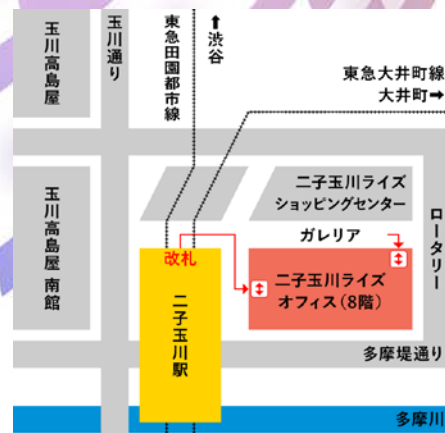 玉川高島屋
玉川通り
東急田園都市線
↑渋谷
東急大井町線
大井町→
二子玉川ライズ
ショッピングセンター
ガレリア
ロータリー
玉川高島屋 南館
改札
二子玉川駅
二子玉川ライズ
オフィス(8階)
多摩堤通り
多摩川